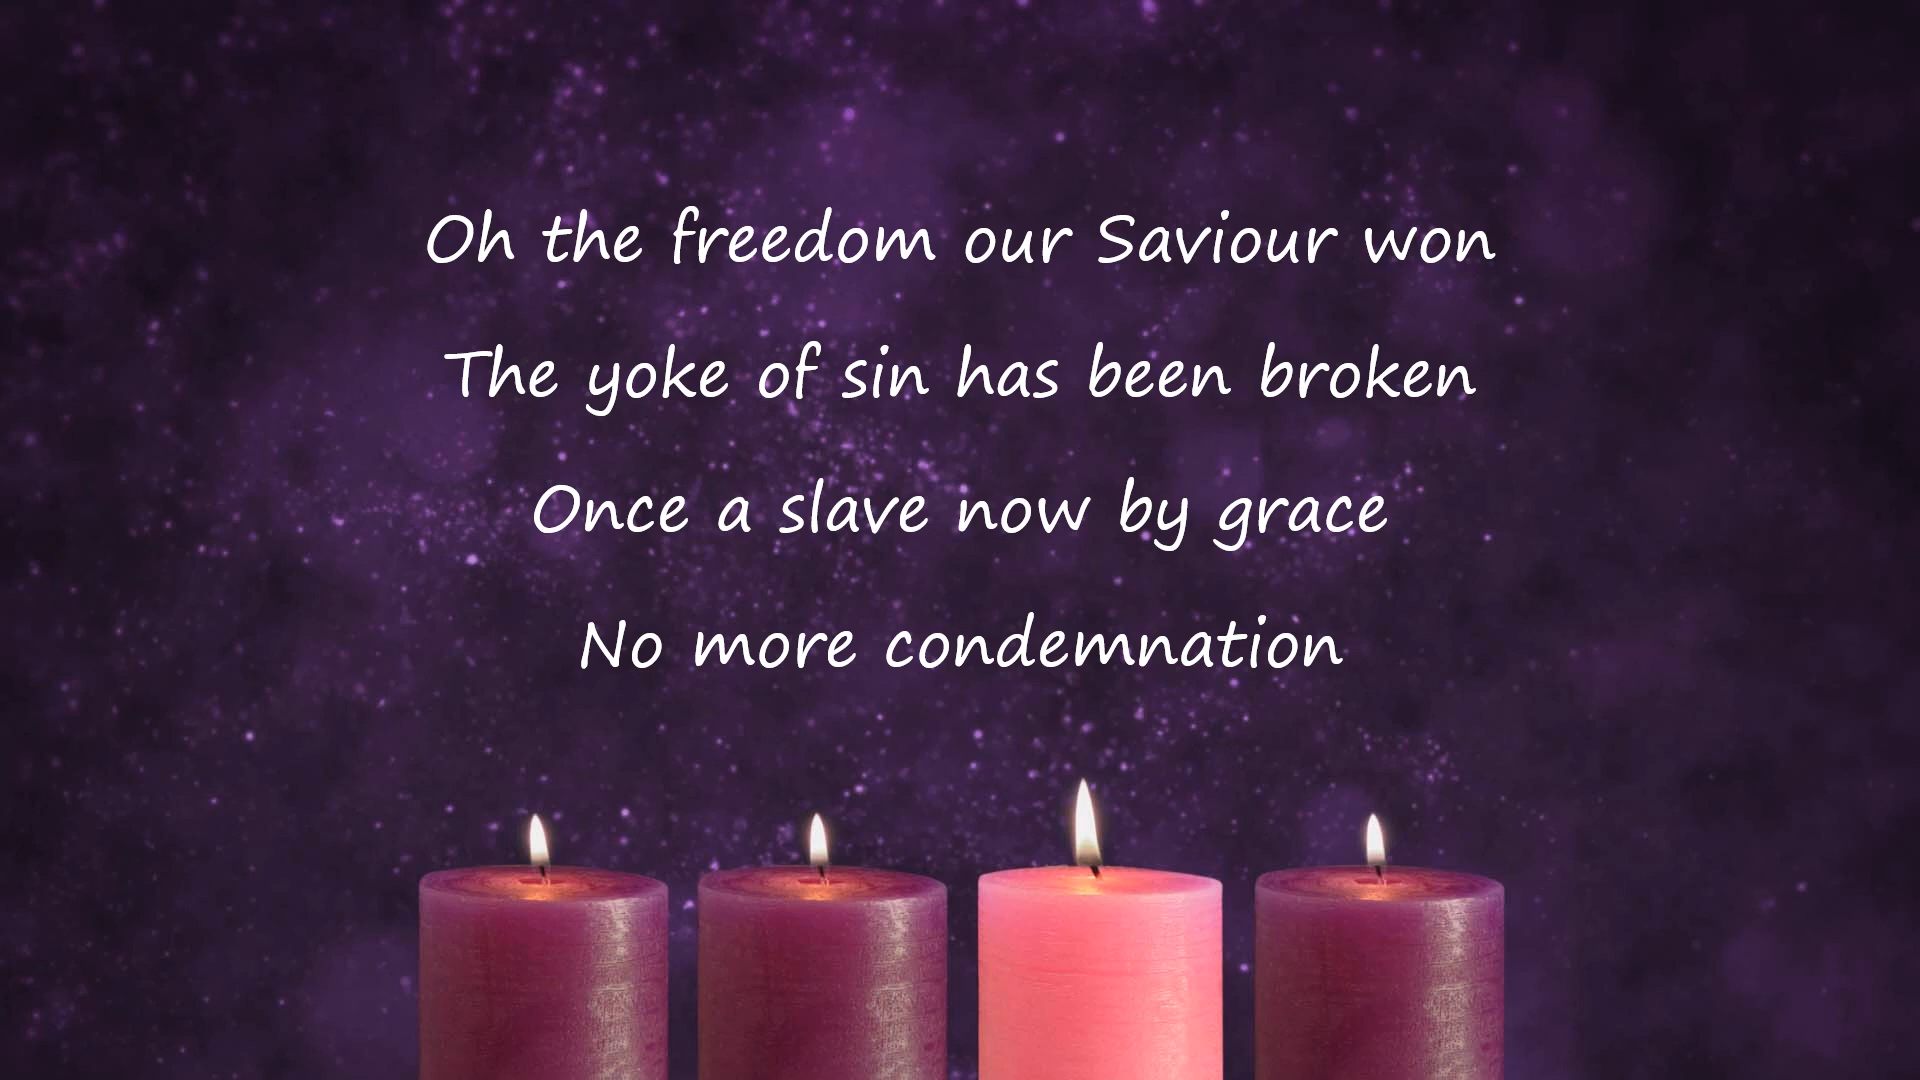 Oh the freedom our Saviour won
The yoke of sin has been broken
Once a slave now by grace
No more condemnation